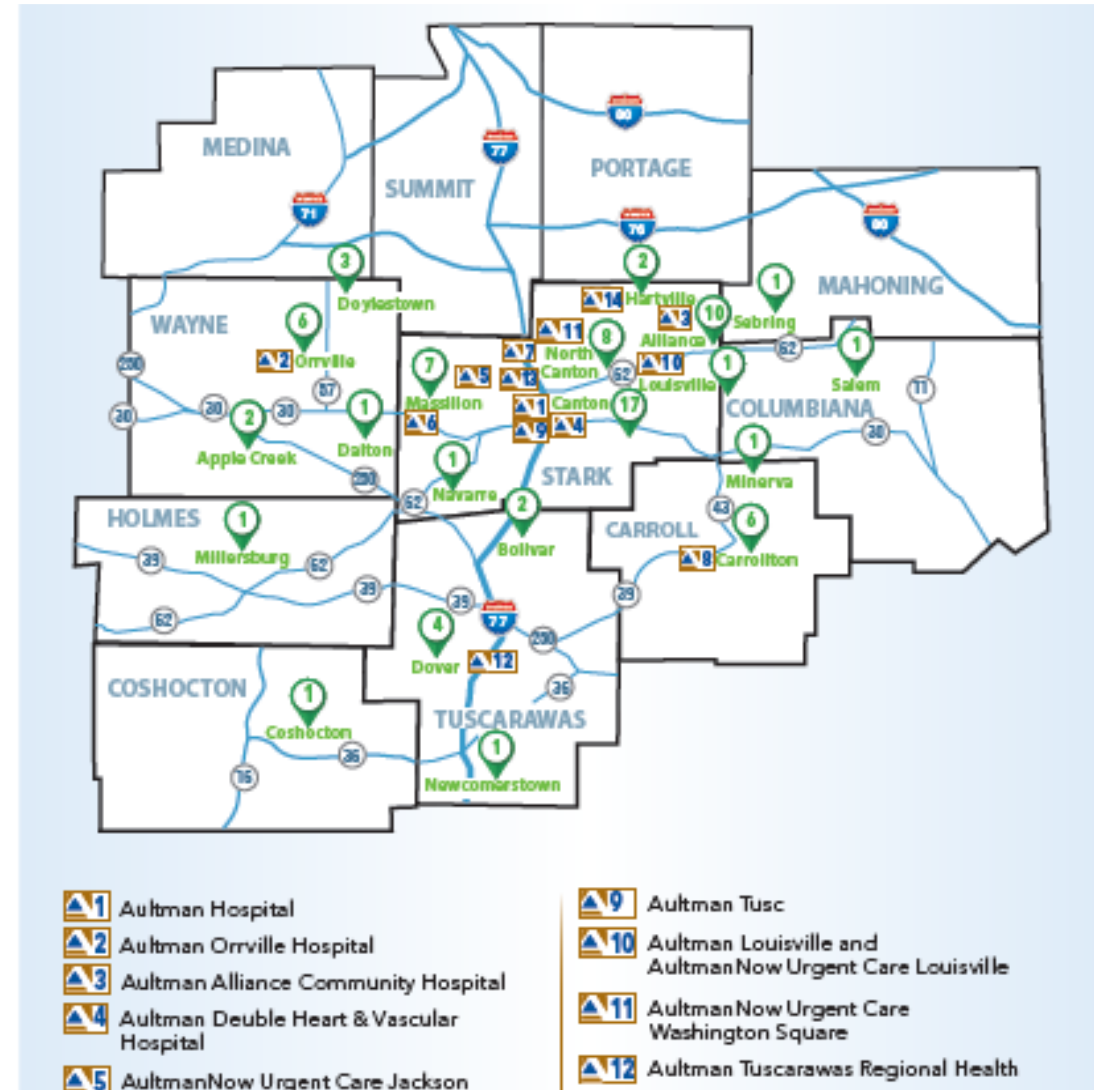 80
77
MEDINA
PORTAGE
SUMMIT
71
76
80
3
2
1
Doylestown
14
Hartville
MAHONING
WAYNE
6
11
3
10
Sebring
2
Orrville
7
North
Canton
8
Alliance
62
1
250
57
7
5
13
62
10
Louisville
1
Salem
11
30
30
30
2
1
Massillon
6
1
Canton
17
COLUMBIANA
30
Dalton
9
4
Apple Creek
1
1
250
Navarre
STARK
Minerva
62
HOLMES
1
2
43
6
Millersburg
Bolivar
CARROLL
39
62
8
Carrollton
39
39
39
62
4
77
250
Dover
12
36
COSHOCTON
1
TUSCARAWAS
Coshocton
36
1
16
Newcomerstown
1 Aultman Hospital
2 Aultman Orrville Hospital
3 Aultman Alliance Community Hospital
4 Aultman Deuble Heart & Vascular
Hospital
5 AultmanNow Urgent Care Jackson
9 Aultman Tusc
10 Aultman Louisville and
AultmanNow Urgent Care Louisville
11 AultmanNow Urgent Care
Washington Square
12 Aultman Tuscarawas Regional Health